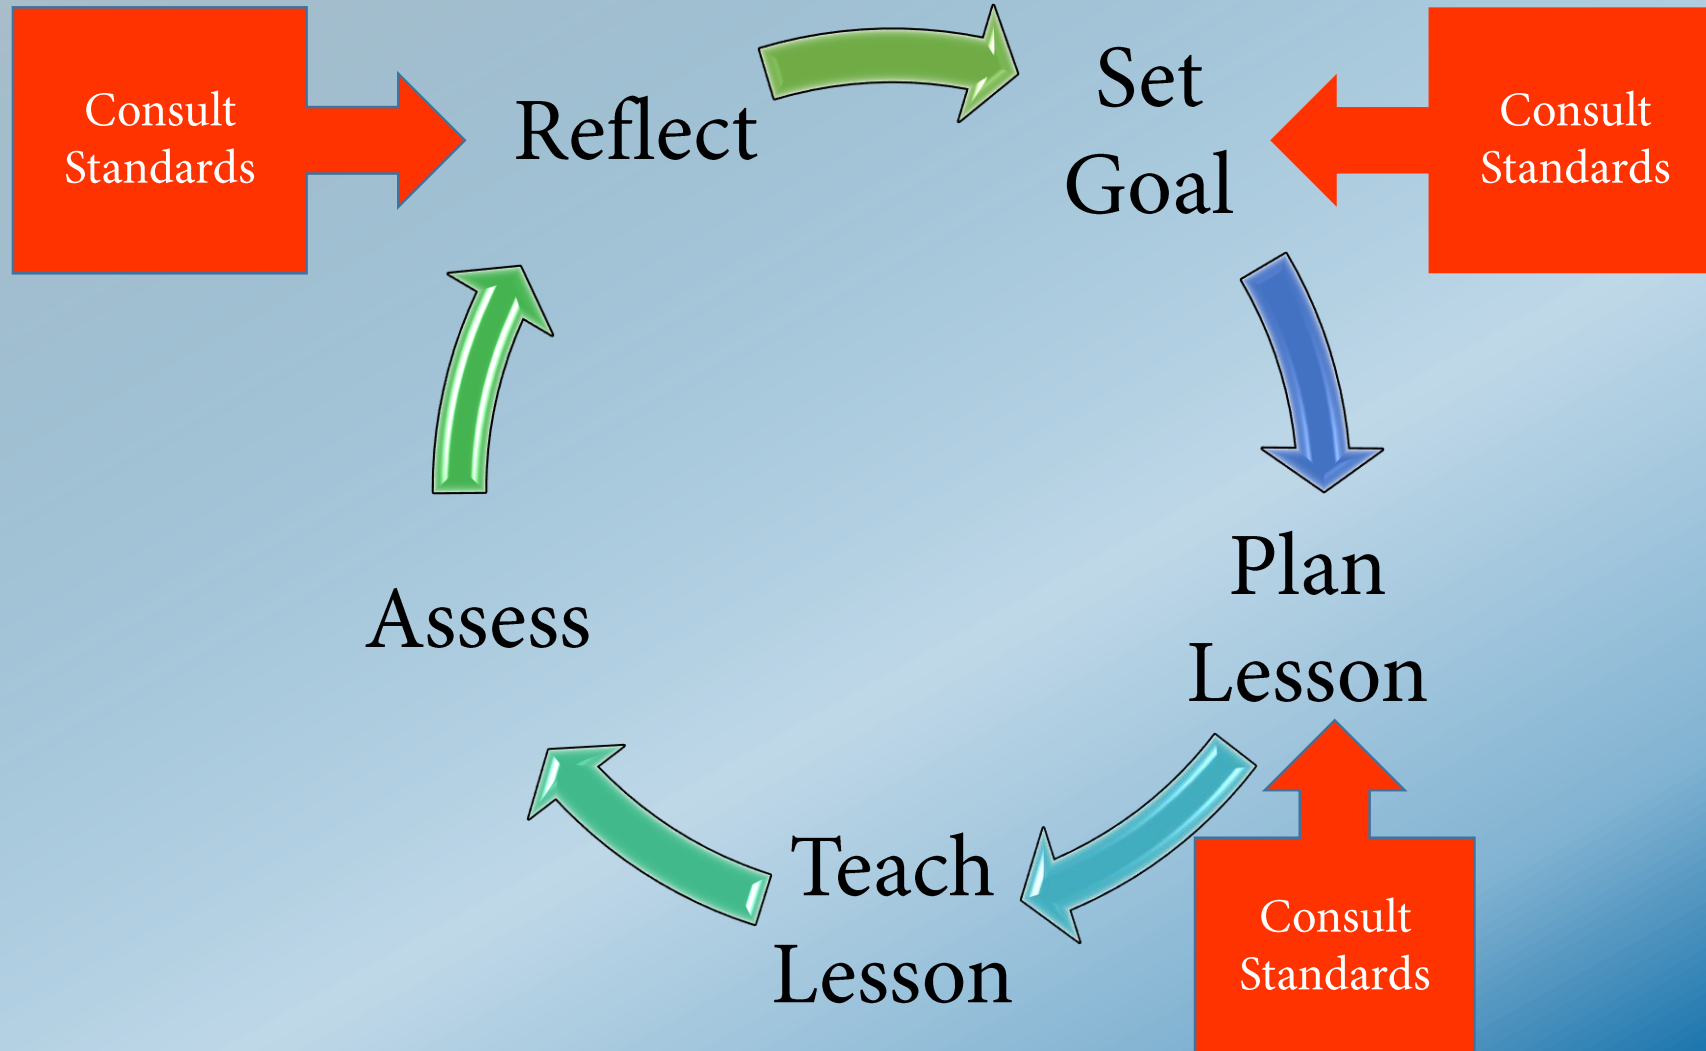 Consult
Standards
Reflect
Set
Goal
Consult
Standards
Plan
Lesson
Assess
Teach
Lesson
Consult
Standards